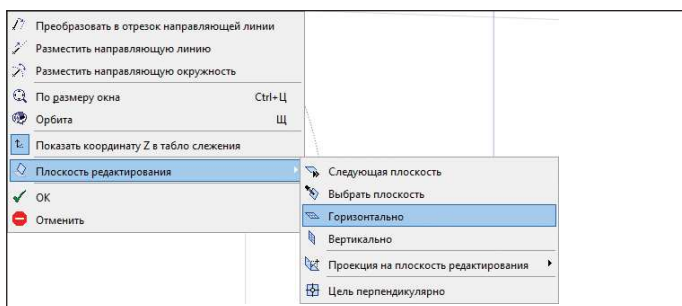 Преобразовать в отрезок направляющей линии
Разместить направляющую линию
Разместить направляющую окружность
По размеру окна Ctrl+Ц
Орбита Щ
Показать координату Z в табло слежения
Плоскость редактирования
ОК
Отменить
Следующая плоскость
Выбрать плоскость
Горизонтально
Вертикально
Проекция на плоскость редактирования
Цель перпендикулярно